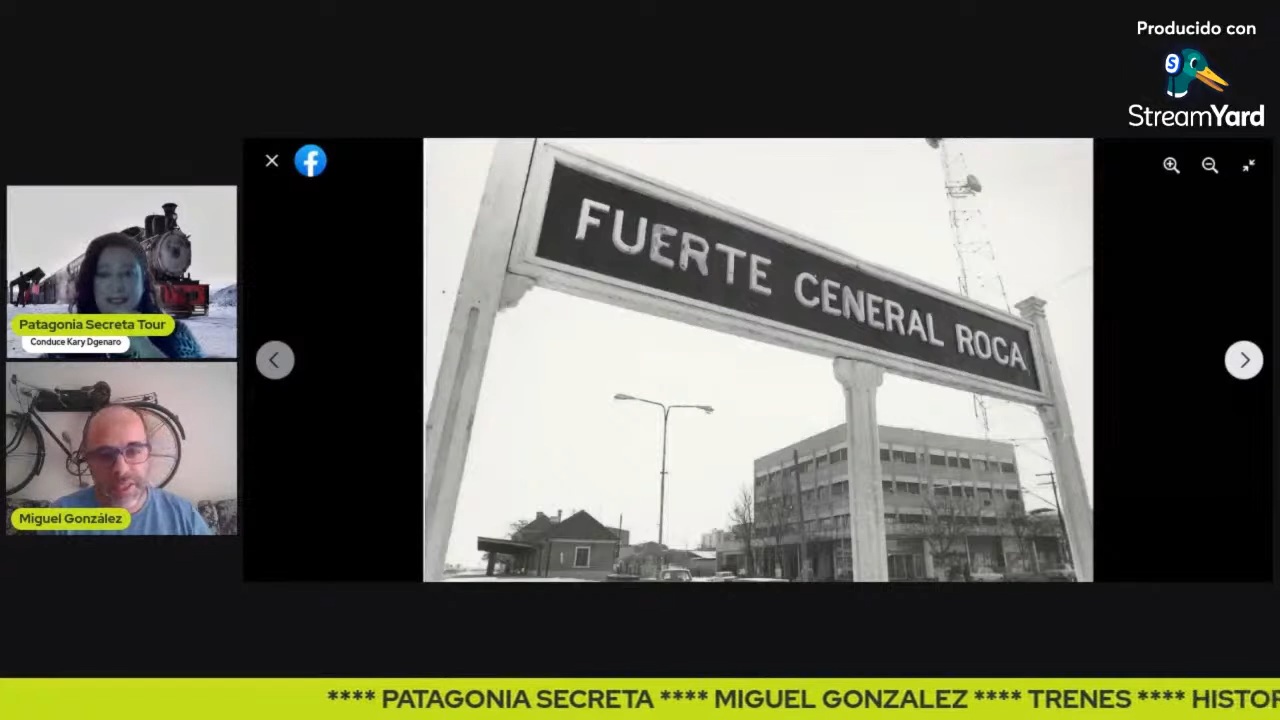 Producido con
StreamYard
FUERTE GENERAL ROCA
Patagonia Secreta Tour
Conduce Kary Dgenaro
Miguel González
**** PATAGONIA SECRETA **** MIGUEL GONZALEZ **** TRENES **** HISTOR